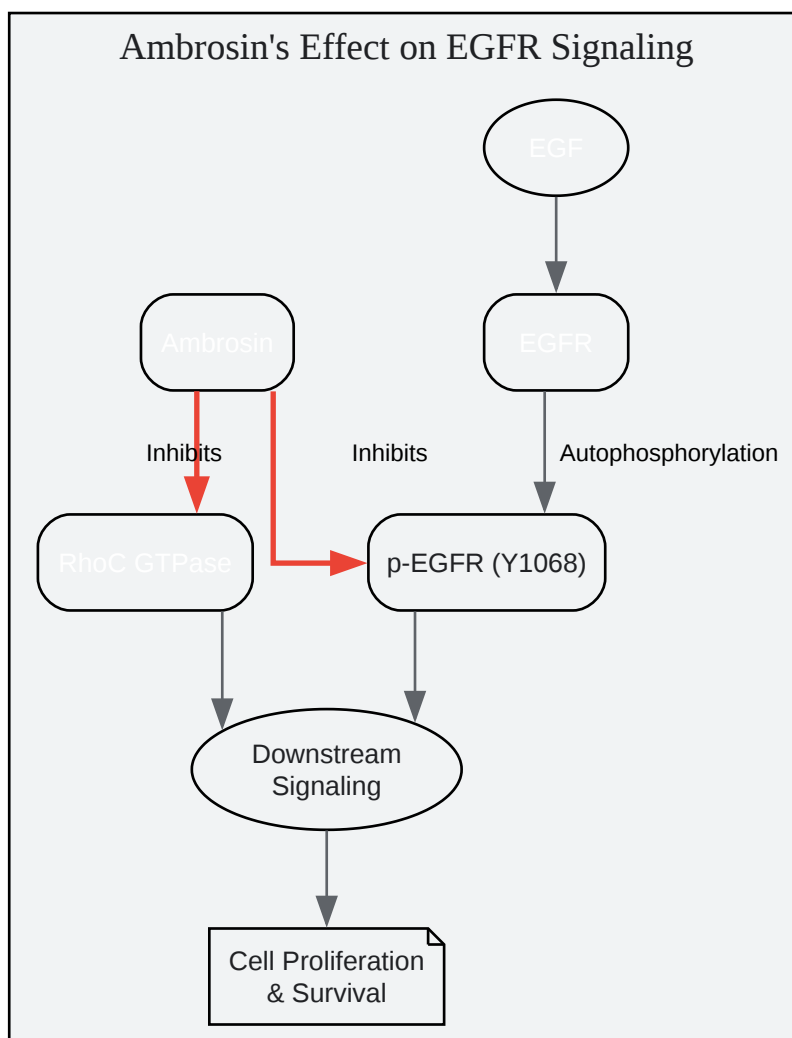 Ambrosin's Effect on EGFR Signaling
EGF
Ambrosin
EGFR
Inhibits
Inhibits
Autophosphorylation
RhoC GTPase
p-EGFR (Y1068)
Downstream
Signaling
Cell Proliferation
& Survival